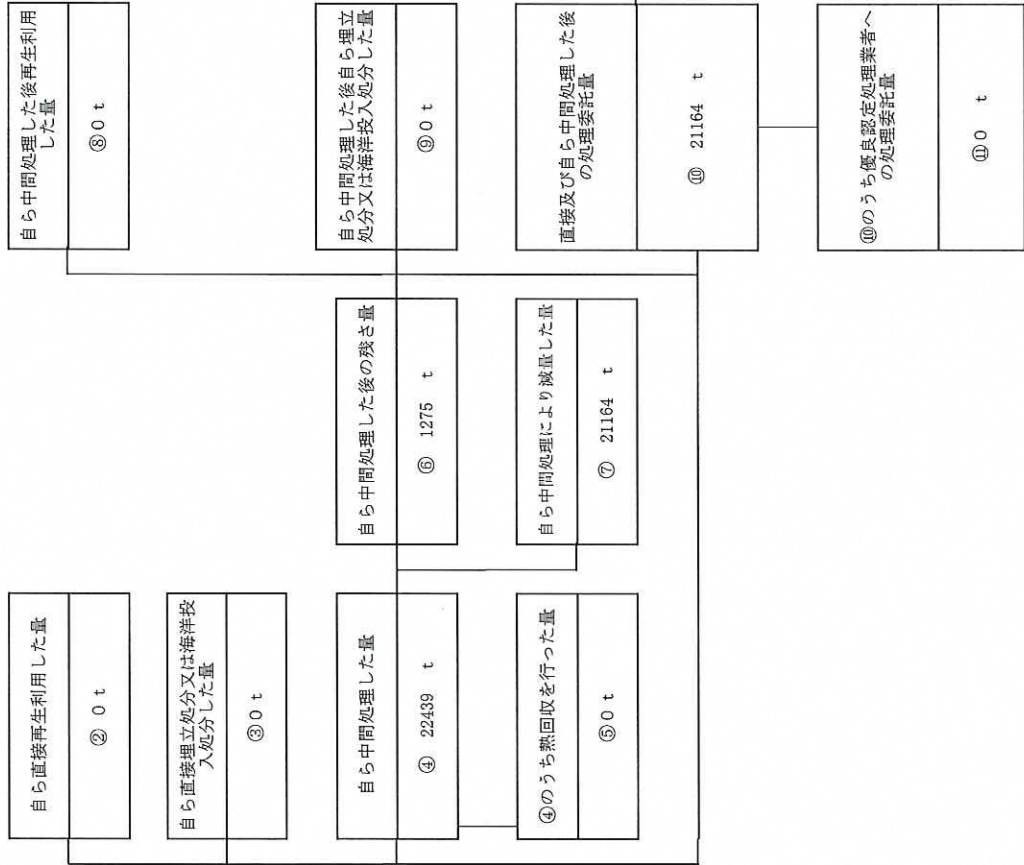 自ら直接再生利用した量
② 0 t
自ら直接埋立処分又は海洋投
入処分した量
③ 0 t
自ら中間処理した量
④ 22439 t
④のうち熱回収を行った量
⑤ 0 t
自ら中間処理した後の残さ量
⑥ 1275 t
自ら中間処理により減量した量
⑦ 21164 t
自ら中間処理した後再生利用
した量
⑧ 0 t
自ら中間処理した後自ら埋立
処分又は海洋投入処分した量
⑨ 0 t
直接及び自ら中間処理した後
の処理委託量
⑩ 21164 t
⑩のうち優良認定処理業者へ
の処理委託量
⑪ 0 t